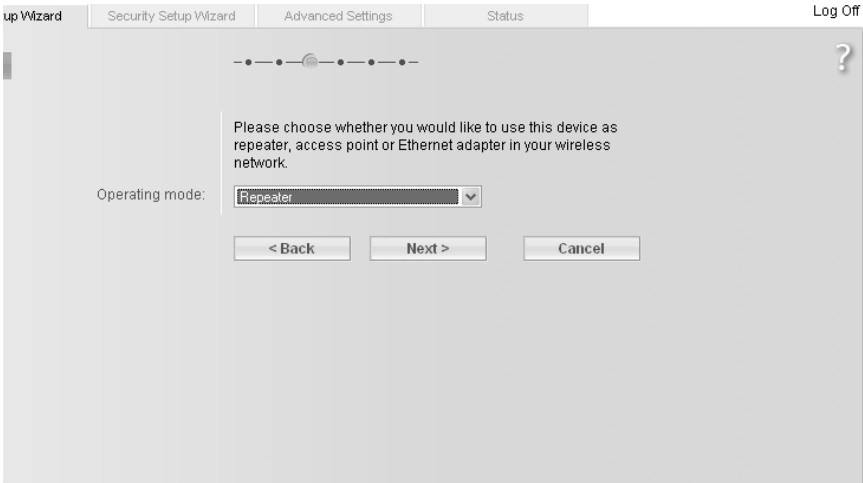 up Wizard
Security Setup Wizard
Advanced Settings
Status
Log Off
?
Please choose whether you would like to use this device as
repeater, access point or Ethernet adapter in your wireless
network.
Operating mode:
Repeater
< Back
Next >
Cancel